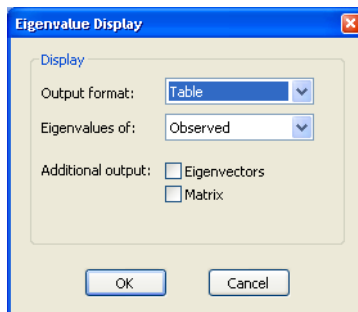 Eigenvalue Display
Display
Output format: Table
Eigenvalues of: Observed
Additional output: Eigenvectors
Matrix
OK Cancel